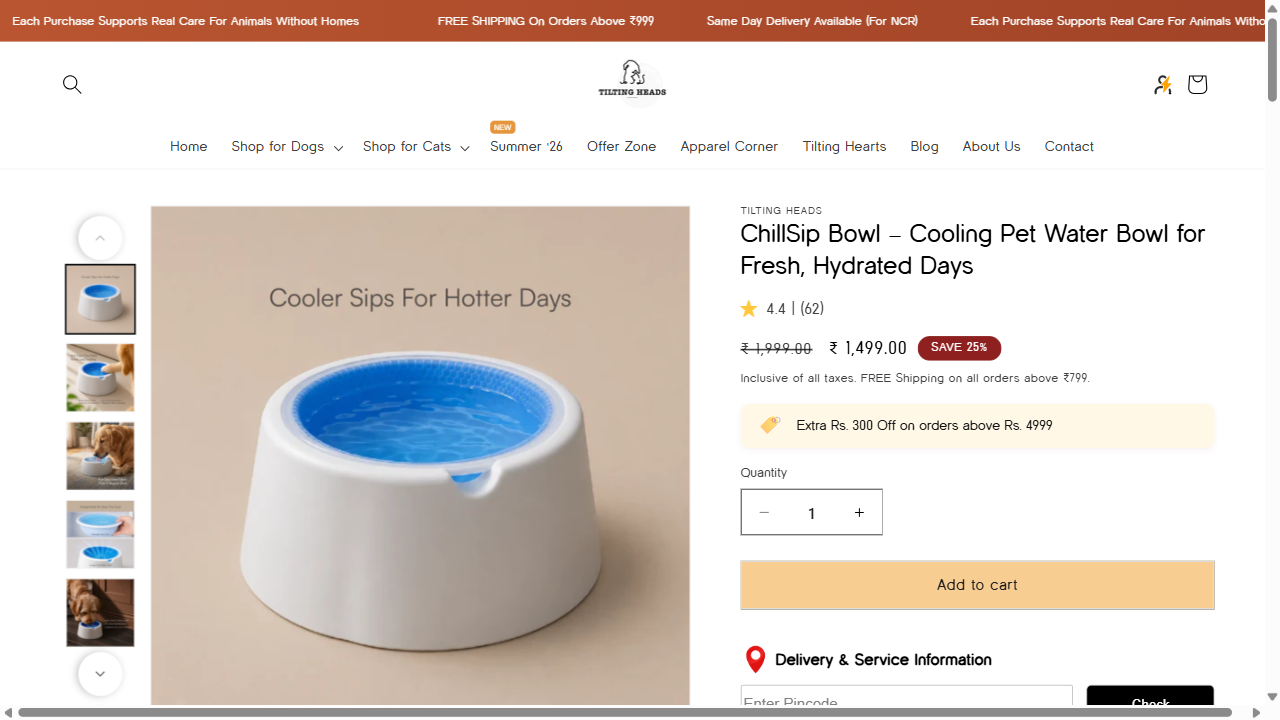 Each Purchase Supports Real Care For Animals Without Homes
FREE SHIPPING On Orders Above ₹999
Same Day Delivery Available (For NCR)
Each Purchase Supports Real Care For Animals
TILTING HEADS
NEW
Home
Shop for Dogs
Shop for Cats
Summer '26
Offer Zone
Apparel Corner
Tilting Hearts
Blog
About Us
Contact
Cooler Sips For Hotter Days
TILTING HEADS
ChillSip Bowl – Cooling Pet Water Bowl for
Fresh, Hydrated Days
4.4 | (62)
₹ 1,999.00 ₹ 1,499.00 SAVE 25%
Inclusive of all taxes. FREE Shipping on all orders above ₹799.
Extra Rs. 300 Off on orders above Rs. 4999
Quantity
1
Add to cart
Delivery & Service Information
Enter Pincode
Check